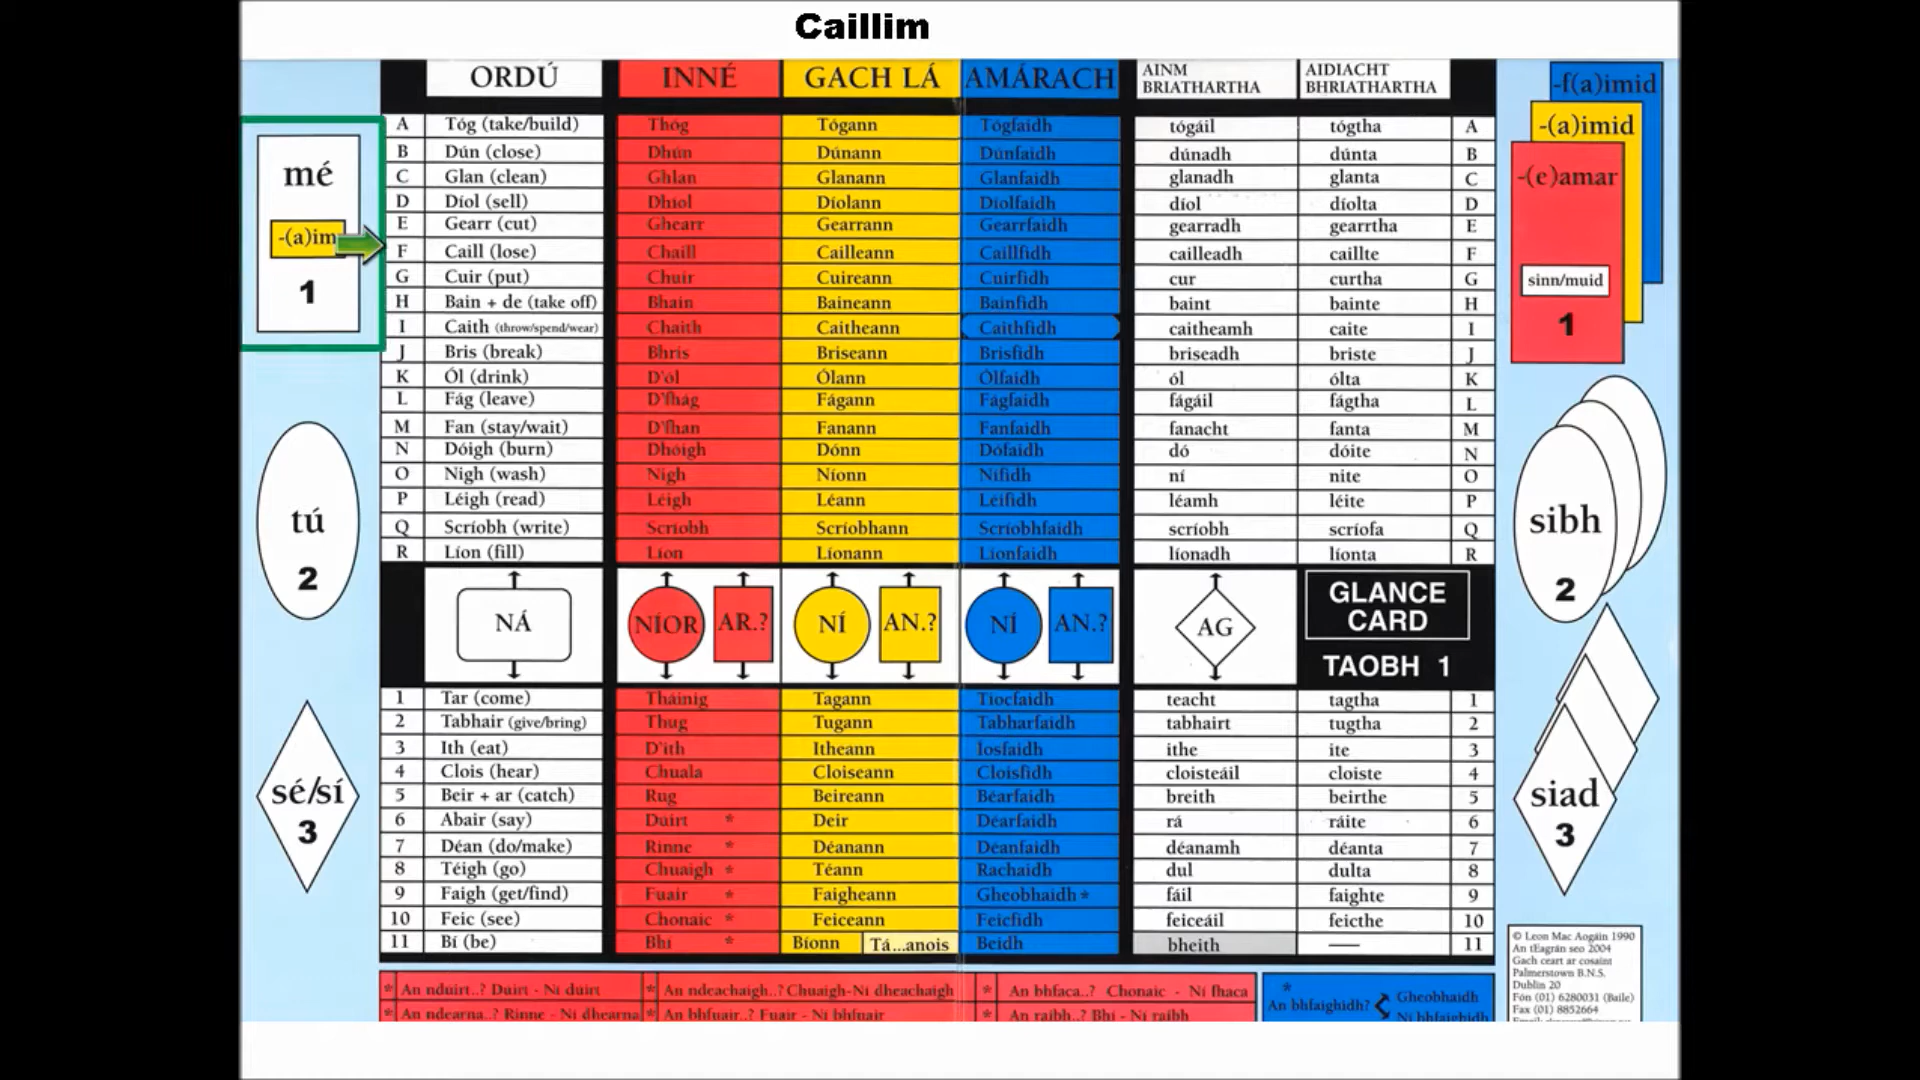 Caillim
ORDÚ INNÉ GACH LÁ AMÁRACH AINM BRIATHARTHA AIDIACHT BHRIATHARTHA
A Tóg (take/build) Thóg Tógann Tógfaidh tógáil tógtha A
B Dún (close) Dhún Dúnann Dúnfaidh dúnadh dúnta B
C Glan (clean) Ghlan Glanann Glanfaidh glanadh glanta C
D Díol (sell) Dhíol Díolann Díolfaidh díol díolta D
E Gearr (cut) Ghearr Gearrann Gearrfaidh gearradh gearrtha E
F Caill (lose) Chaill Cailleann Caillfidh cailleadh caillte F
G Cuir (put) Chuir Cuireann Cuirfidh cur curtha G
H Bain + de (take off) Bhain Baineann Bainfidh baint bainte H
I Caith (throw/spend/wear) Chaith Caitheann Caithfidh caitheamh caite I
J Bris (break) Bhris Briseann Brisfidh briseadh briste J
K Ól (drink) D'ól Ólann Ólfaidh ól ólta K
L Fág (leave) D'fhág Fágann Fágfaidh fágáil fágtha L
M Fan (stay/wait) D'fhan Fanann Fanfaidh fanacht fanta M
N Dóigh (burn) Dhóigh Dónn Dófaidh dó dóite N
O Nigh (wash) Nigh Níonn Nífidh ní nite O
P Léigh (read) Léigh Léann Léifidh léamh léite P
Q Scríobh (write) Scríobh Scríobhann Scríobhfaidh scríobh scríofa Q
R Líon (fill) Líon Líonann Líonfaidh líonadh líonta R
NÁ NÍOR AR.? NÍ AN.? NÍ AN.? AG
GLANCE
CARD
TAOBH 1
1 Tar (come) Tháinig Tagann Tiocfaidh teacht tagtha 1
2 Tabhair (give/bring) Thug Tugann Tabharfaidh tabhairt tugtha 2
3 Ith (eat) D'ith Itheann Íosfaidh ithe ite 3
4 Clois (hear) Chuala Cloiseann Cloisfidh cloisteáil cloiste 4
5 Beir + ar (catch) Rug Beireann Béarfaidh breith beirthe 5
6 Abair (say) Dúirt * Deir Déarfaidh rá ráite 6
7 Déan (do/make) Rinne * Déanann Déanfaidh déanamh déanta 7
8 Téigh (go) Chuaigh * Téann Rachaidh dul dulta 8
9 Faigh (get/find) Fuair * Faigheann Gheobhaidh * fáil faighte 9
10 Feic (see) Chonaic * Feiceann Feicfidh feiceáil feicthe 10
11 Bí (be) Bhí * Bíonn Tá...anois Beidh bheith — 11
* An nduirt..? Duirt - Ni duirt * An ndeachaigh..? Chuaigh-Ni dheachaigh * An bhfaca..? Chonaic - Ni fhaca
* An ndearna..? Rinne - Ni dhearna * An bhfuair..? Fuair - Ni bhfuair * An raibh..? Bhi - Ni raibh
*
An bhfaighidh? Gheobhaidh
Ni bhfaighidh
mé
-(a)im
1
tú
2
sé/sí
3
-f(a)imid
-(a)imid
-(e)amar
sinn/muid
1
sibh
2
siad
3
© Leon Mac Aogáin 1990
An tEagrán seo 2004
Gach ceart ar cosaint
Palmerstown B.N.S.
Dublin 20
Fón (01) 6280031 (Baile)
Fax (01) 8852664